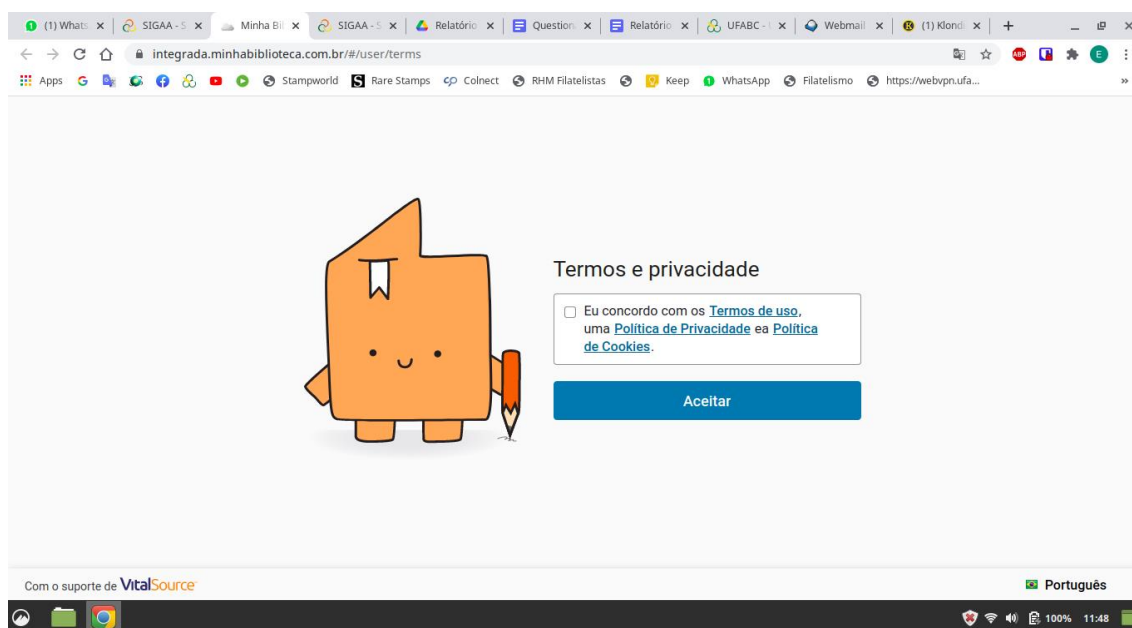 (1) Whats
SIGAA - S
Minha Bi
SIGAA - S
Relatório
Question
Relatório
UFABC -
Webmail
(1) Klond
integrada.minhabiblioteca.com.br/#/user/terms
Apps
Stampworld
Rare Stamps
Colnect
RHM Filatelistas
Keep
WhatsApp
Filatelismo
https://webvpn.ufa...
»
Termos e privacidade
Eu concordo com os Termos de uso,
uma Política de Privacidade ea Política
de Cookies.
Aceitar
Com o suporte de VitalSource
Português
100% 11:48